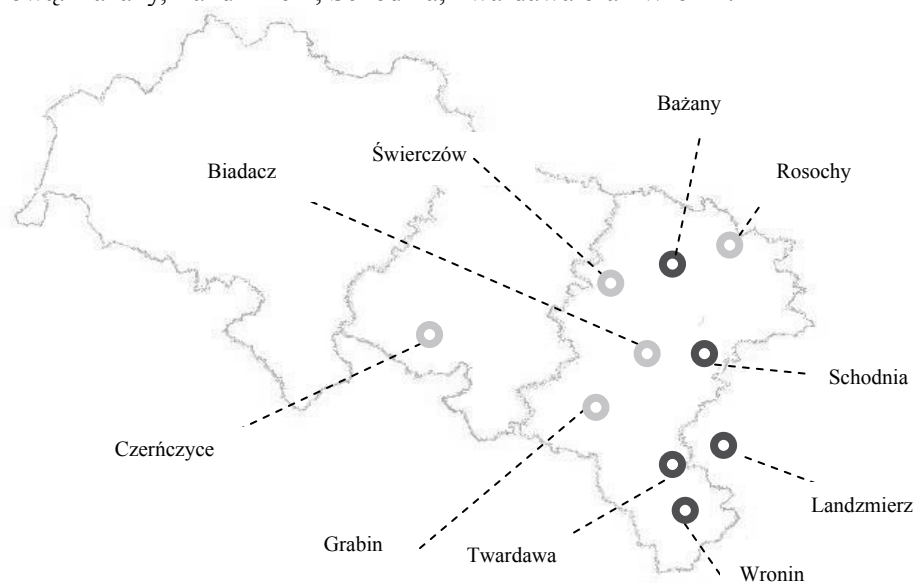 Bażany
Świerczów
Biadacz
Rosochy
Schodnia
Czerńczyce
Landzmierz
Grabin
Twardawa
Wronin